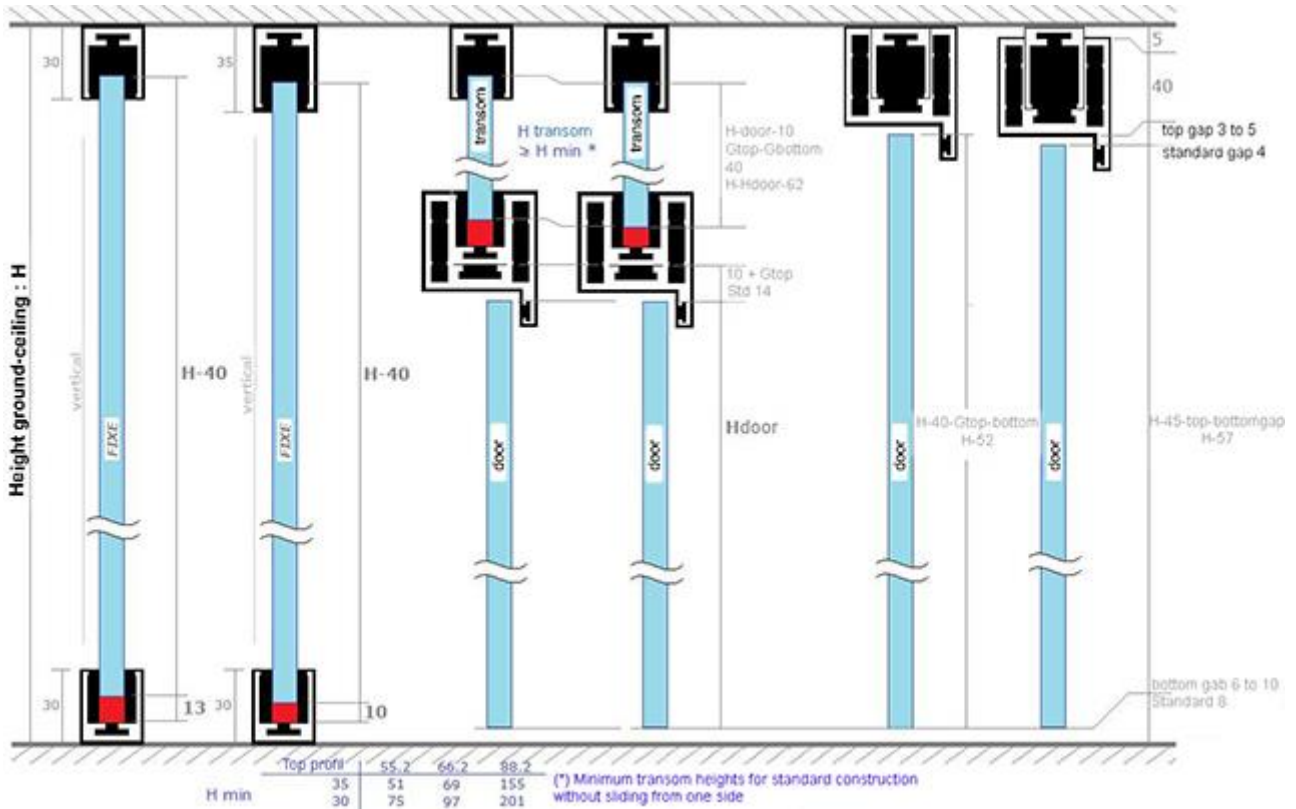 30
35
5
40
top gap 3 to 5
standard gap 4
transom
transom
H transom
≥ H min *
H-door-10
Gtop-Gbottom
40
H-Hdoor-62
10 + Gtop
Std 14
Height ground-ceiling : H
vertical
vertical
H-40
H-40
FIXE
FIXE
door
door
Hdoor
door
door
H-40-Gtop-bottom
H-52
H-45-top-bottomgap
H-57
bottom gab 6 to 10
Standard 8
30
13
30
10
Top profil 55.2 66.2 88.2
35 51 69 155
H min 30 75 97 201
(*) Minimum transom heights for standard construction
without sliding from one side